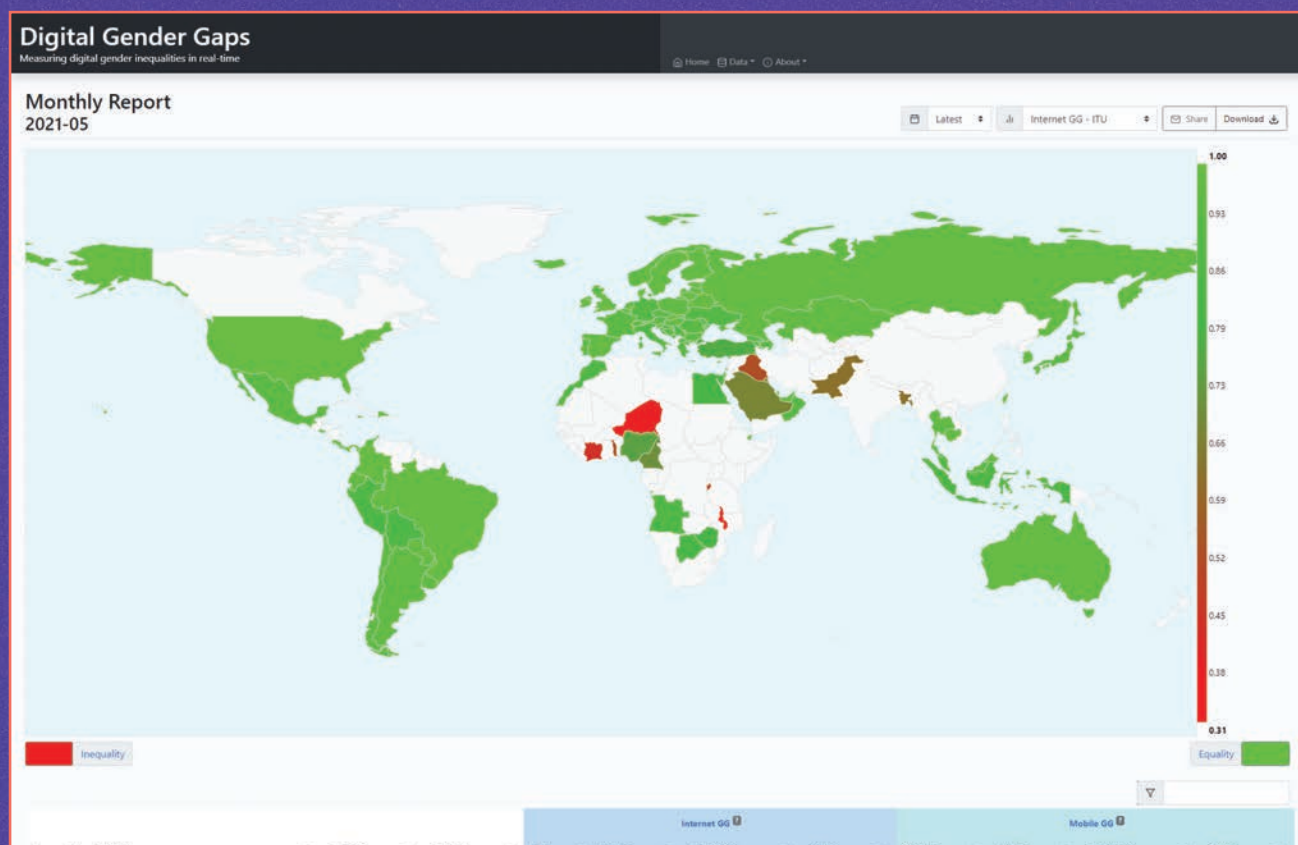 Digital Gender Gaps
Measuring digital gender inequalities in real-time
Home Data About
Monthly Report
2021-05
Latest Internet GG - ITU Share Download
1.00
0.93
0.86
0.79
0.73
0.66
0.59
0.52
0.45
0.38
0.31
Inequality
Equality
Internet GG ?
Mobile GG ?